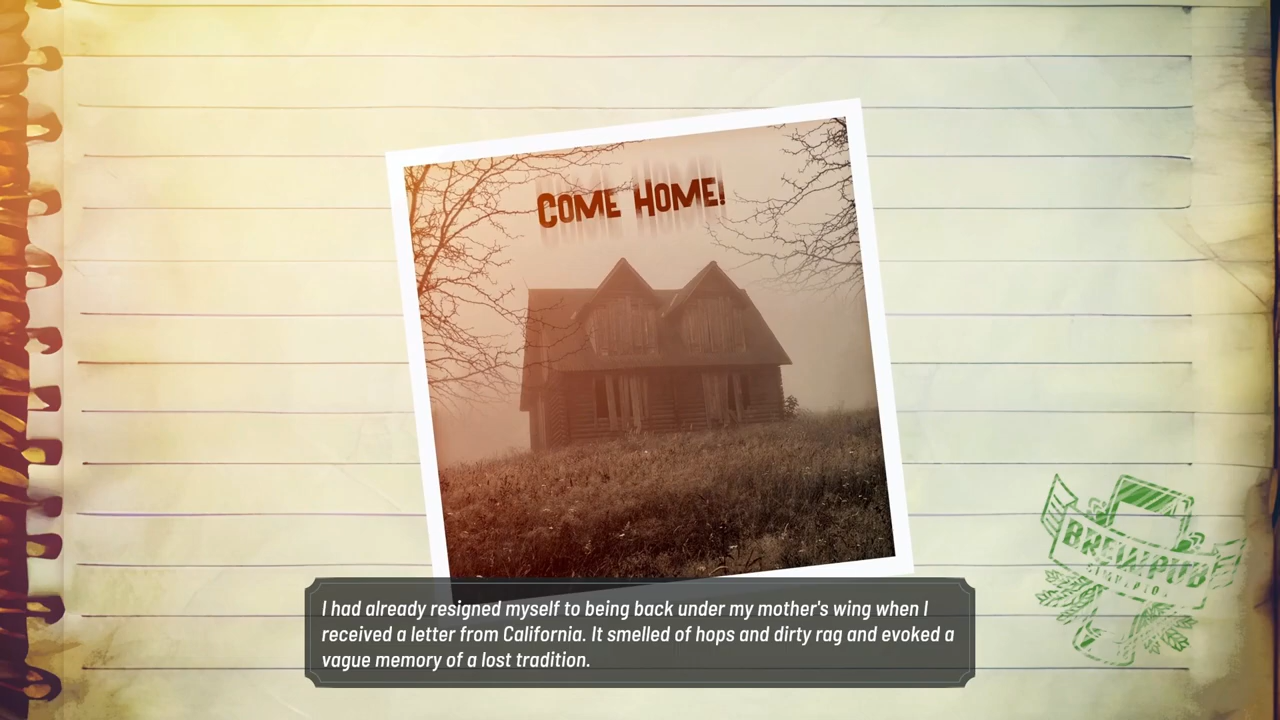 COME HOME!
BREWPUB
SIMULATOR
I had already resigned myself to being back under my mother's wing when I
received a letter from California. It smelled of hops and dirty rag and evoked a
vague memory of a lost tradition.